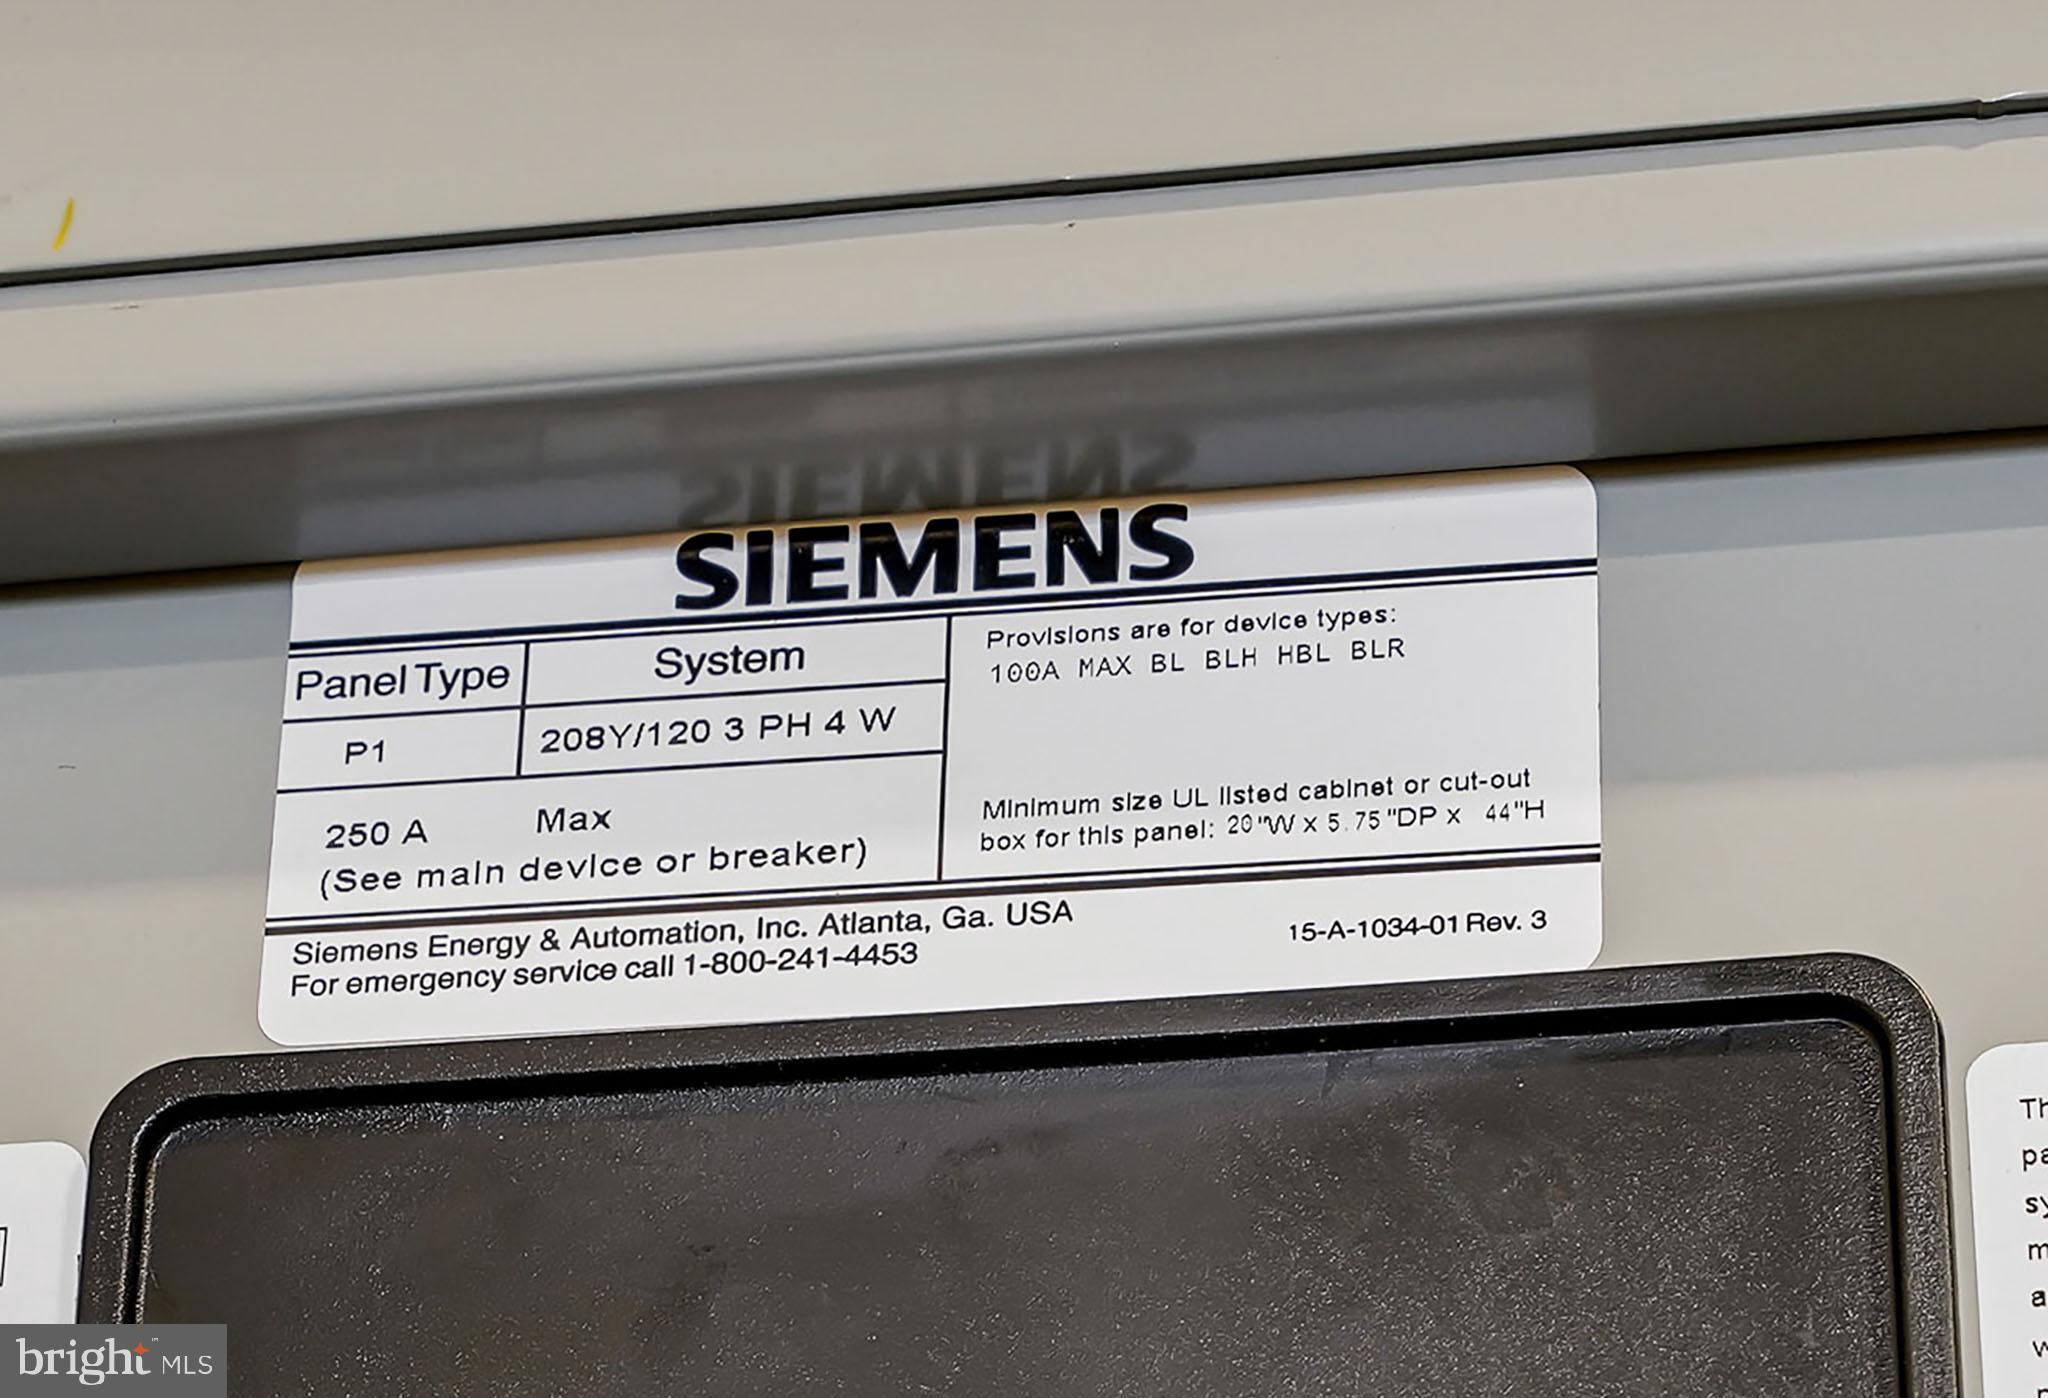 SIEMENS
Panel Type
System
P1
208Y/120 3 PH 4 W
250 A Max
(See main device or breaker)
Provisions are for device types:
100A MAX BL BLH HBL BLR
Minimum size UL listed cabinet or cut-out
box for this panel: 20"W x 5.75"DP x 44"H
Siemens Energy & Automation, Inc. Atlanta, Ga. USA
For emergency service call 1-800-241-4453
15-A-1034-01 Rev. 3
bright MLS